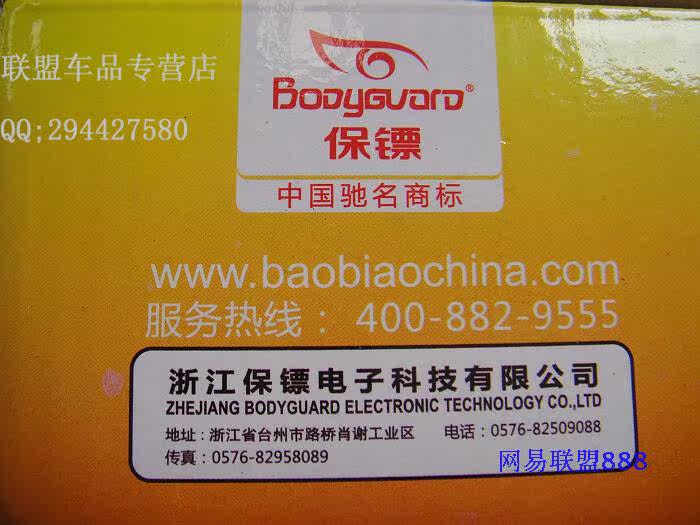 联盟车品专营店
QQ;294427580
BODYGUARD®
保镖
中国驰名商标
www.baobiaochina.com
服务热线： 400-882-9555
浙江保镖电子科技有限公司
ZHEJIANG BODYGUARD ELECTRONIC TECHNOLOGY CO.,LTD
地址：浙江省台州市路桥肖谢工业区 电话：0576-82509088
传真：0576-82958089
网易联盟888